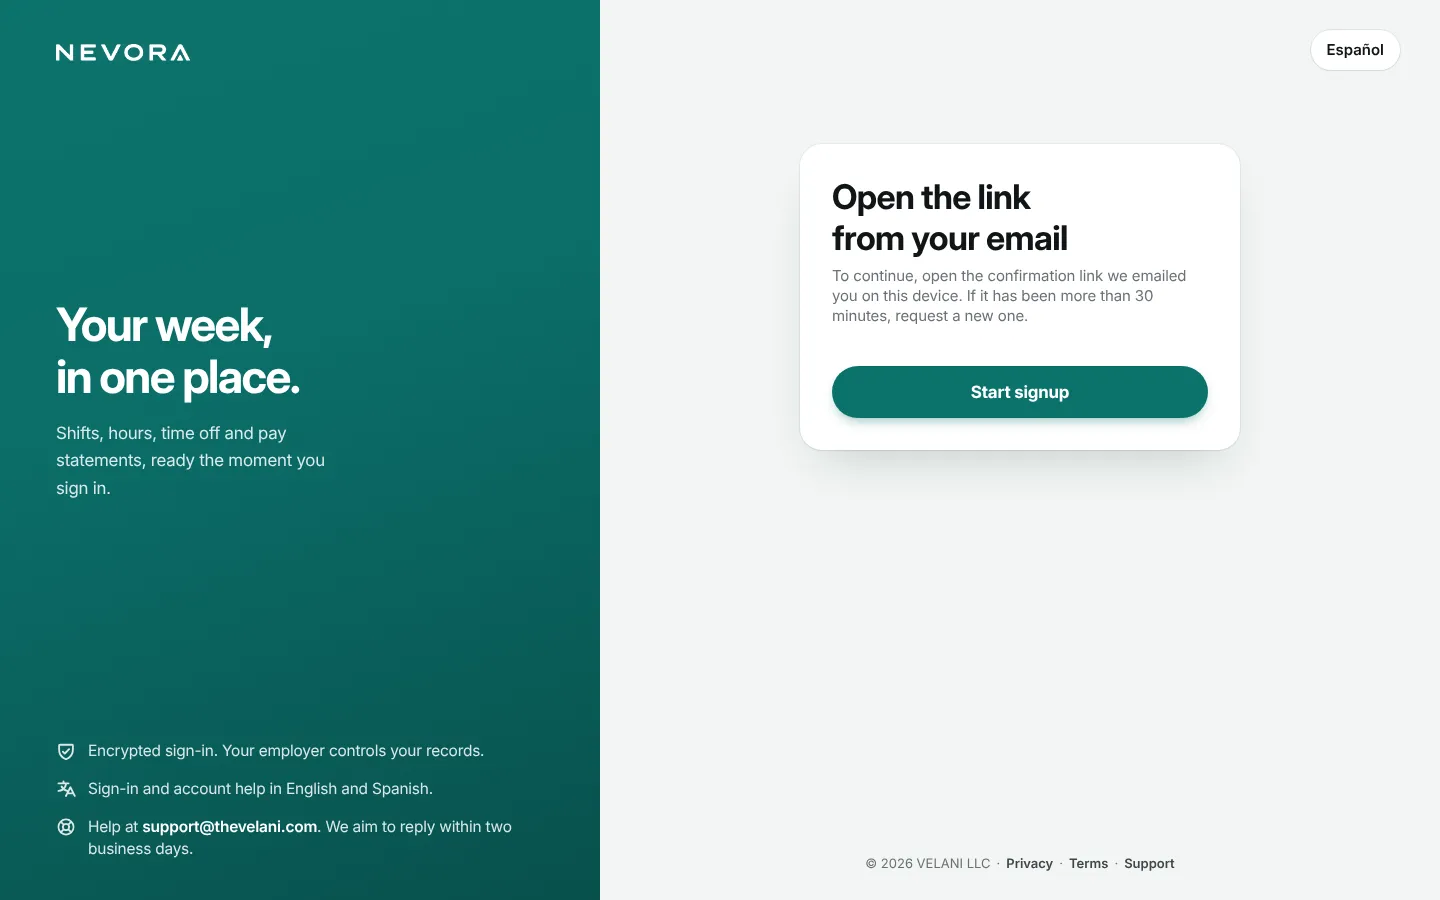 NEVORA
Your week,
in one place.
Shifts, hours, time off and pay
statements, ready the moment you
sign in.
Encrypted sign-in. Your employer controls your records.
Sign-in and account help in English and Spanish.
Help at support@thevelani.com. We aim to reply within two
business days.
Español
Open the link
from your email
To continue, open the confirmation link we emailed
you on this device. If it has been more than 30
minutes, request a new one.
Start signup
© 2026 VELANI LLC · Privacy · Terms · Support